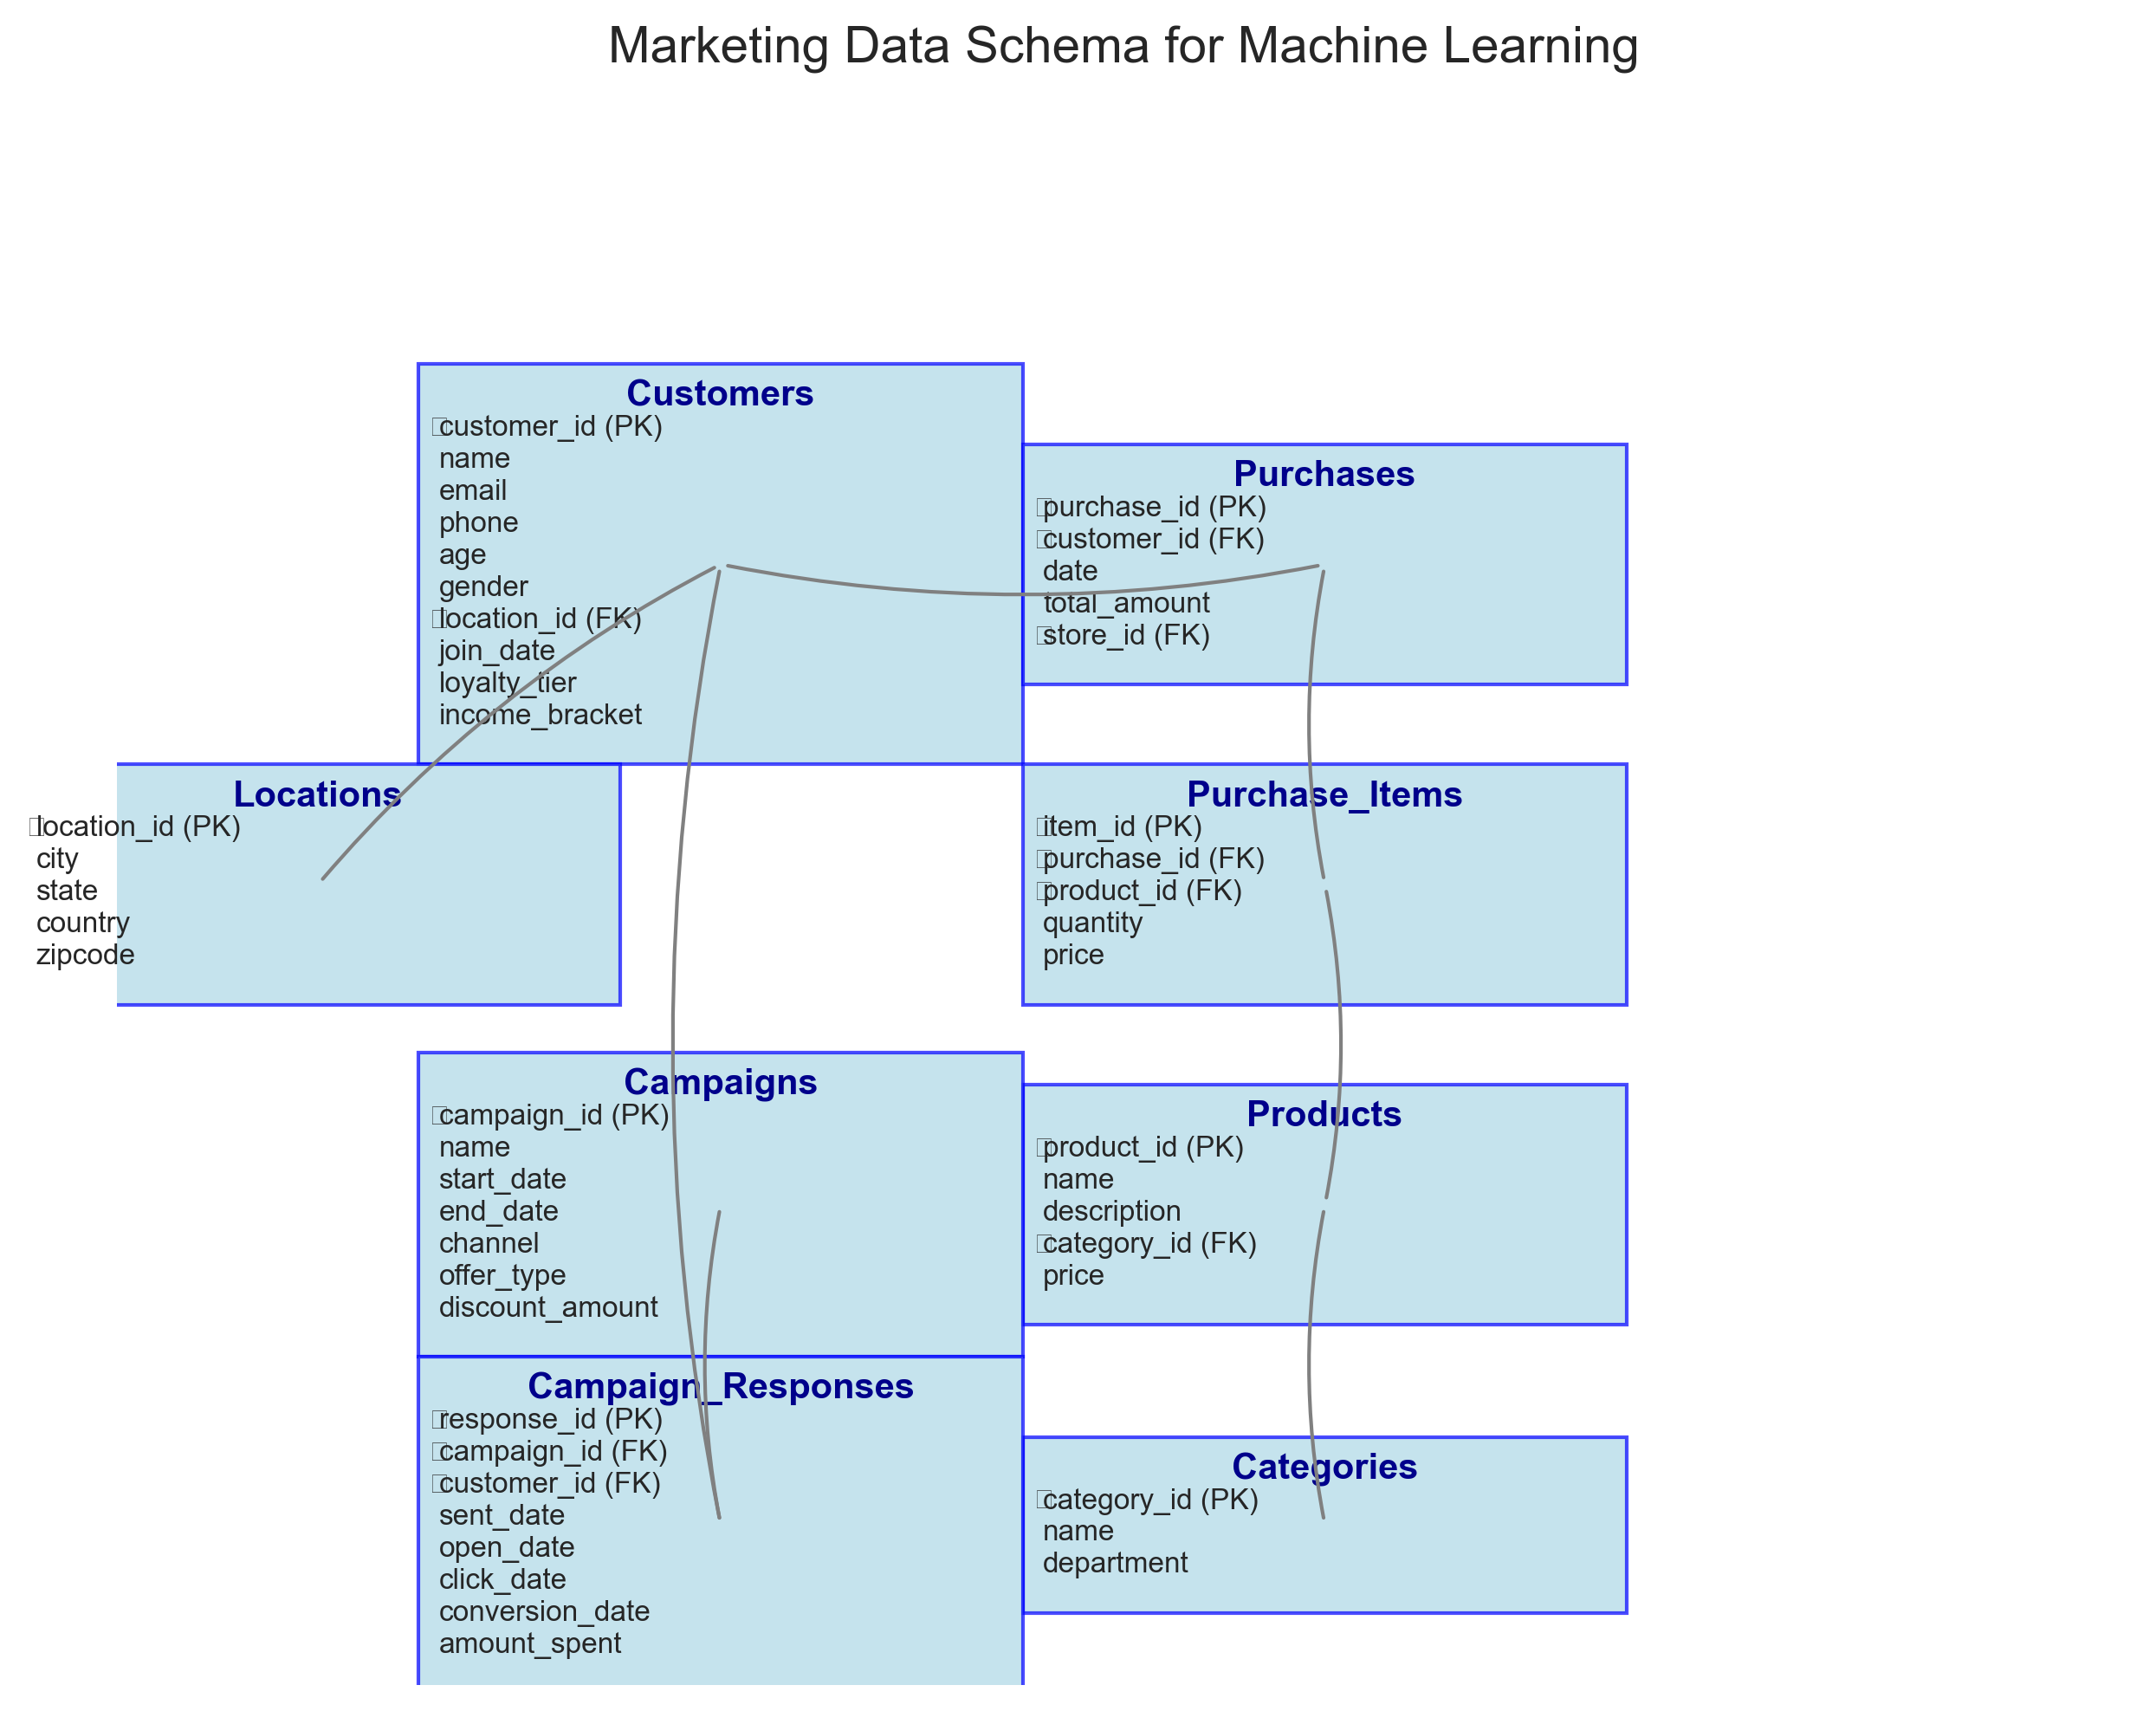 Marketing Data Schema for Machine Learning
Customers
customer_id (PK)
name
email
phone
age
gender
location_id (FK)
join_date
loyalty_tier
income_bracket
Purchases
purchase_id (PK)
customer_id (FK)
date
total_amount
store_id (FK)
Locations
location_id (PK)
city
state
country
zipcode
Purchase_Items
item_id (PK)
purchase_id (FK)
product_id (FK)
quantity
price
Campaigns
campaign_id (PK)
name
start_date
end_date
channel
offer_type
discount_amount
Products
product_id (PK)
name
description
category_id (FK)
price
Campaign_Responses
response_id (PK)
campaign_id (FK)
customer_id (FK)
sent_date
open_date
click_date
conversion_date
amount_spent
Categories
category_id (PK)
name
department